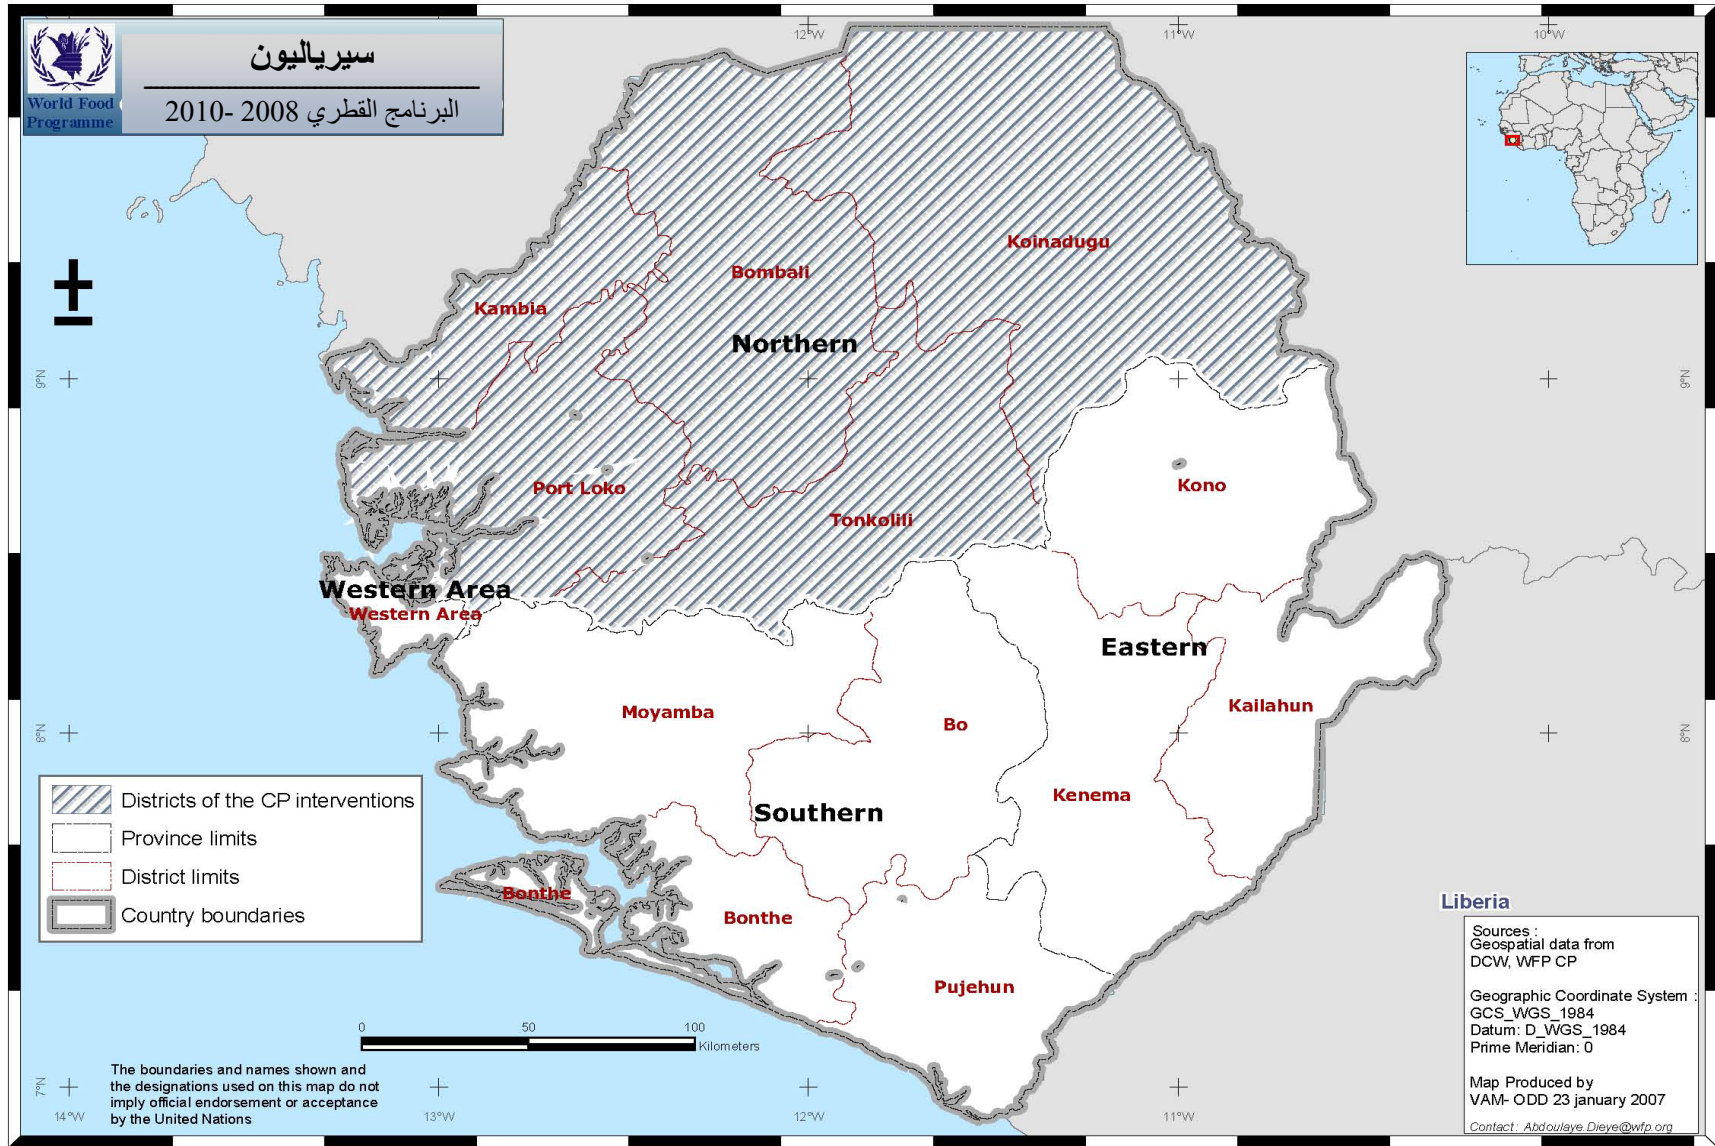 World Food
Programme
سيرياليون
البرنامج القطري 2008 -2010
12°W
11°W
10°W
Koinadugu
Bombali
Kambia
Northern
9°N
9°N
Port Loko
Kono
Tonkolili
Western Area
Western Area
Eastern
Moyamba
Bo
Kailahun
8°N
8°N
Kenema
Southern
Districts of the CP interventions
Province limits
District limits
Country boundaries
Bonthe
Bonthe
Pujehun
Liberia
0 50 100
Kilometers
The boundaries and names shown and
the designations used on this map do not
imply official endorsement or acceptance
by the United Nations
7°N
14°W
13°W
12°W
11°W
Sources :
Geospatial data from
DCW, WFP CP
Geographic Coordinate System :
GCS_WGS_1984
Datum: D_WGS_1984
Prime Meridian: 0
Map Produced by
VAM- ODD 23 january 2007
Contact : Abdoulaye.Dieye@wfp.org